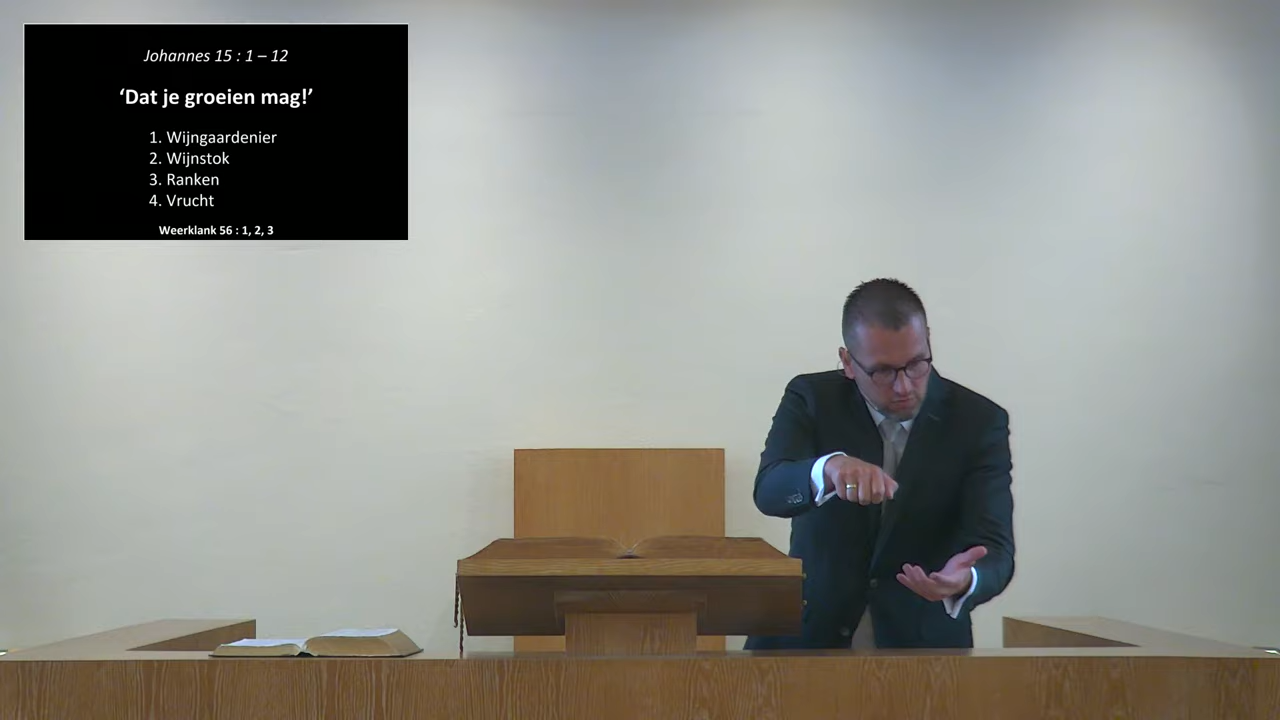 Johannes 15 : 1 – 12
‘Dat je groeien mag!’
1. Wijngaardenier
2. Wijnstok
3. Ranken
4. Vrucht
Weerklank 56 : 1, 2, 3